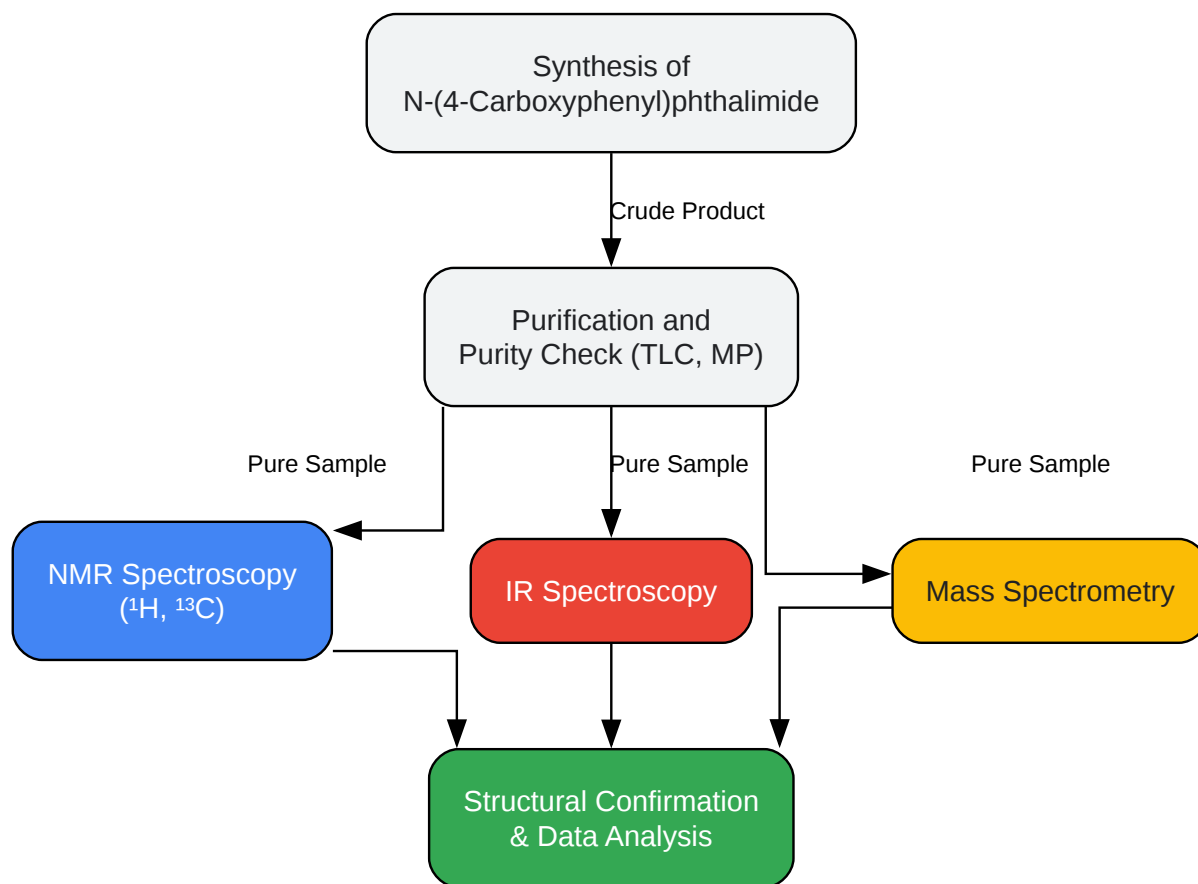 Synthesis of
N-(4-Carboxyphenyl)phthalimide
Crude Product
Purification and
Purity Check (TLC, MP)
Pure Sample
Pure Sample
Pure Sample
NMR Spectroscopy
(¹H, ¹³C)
IR Spectroscopy
Mass Spectrometry
Structural Confirmation
& Data Analysis